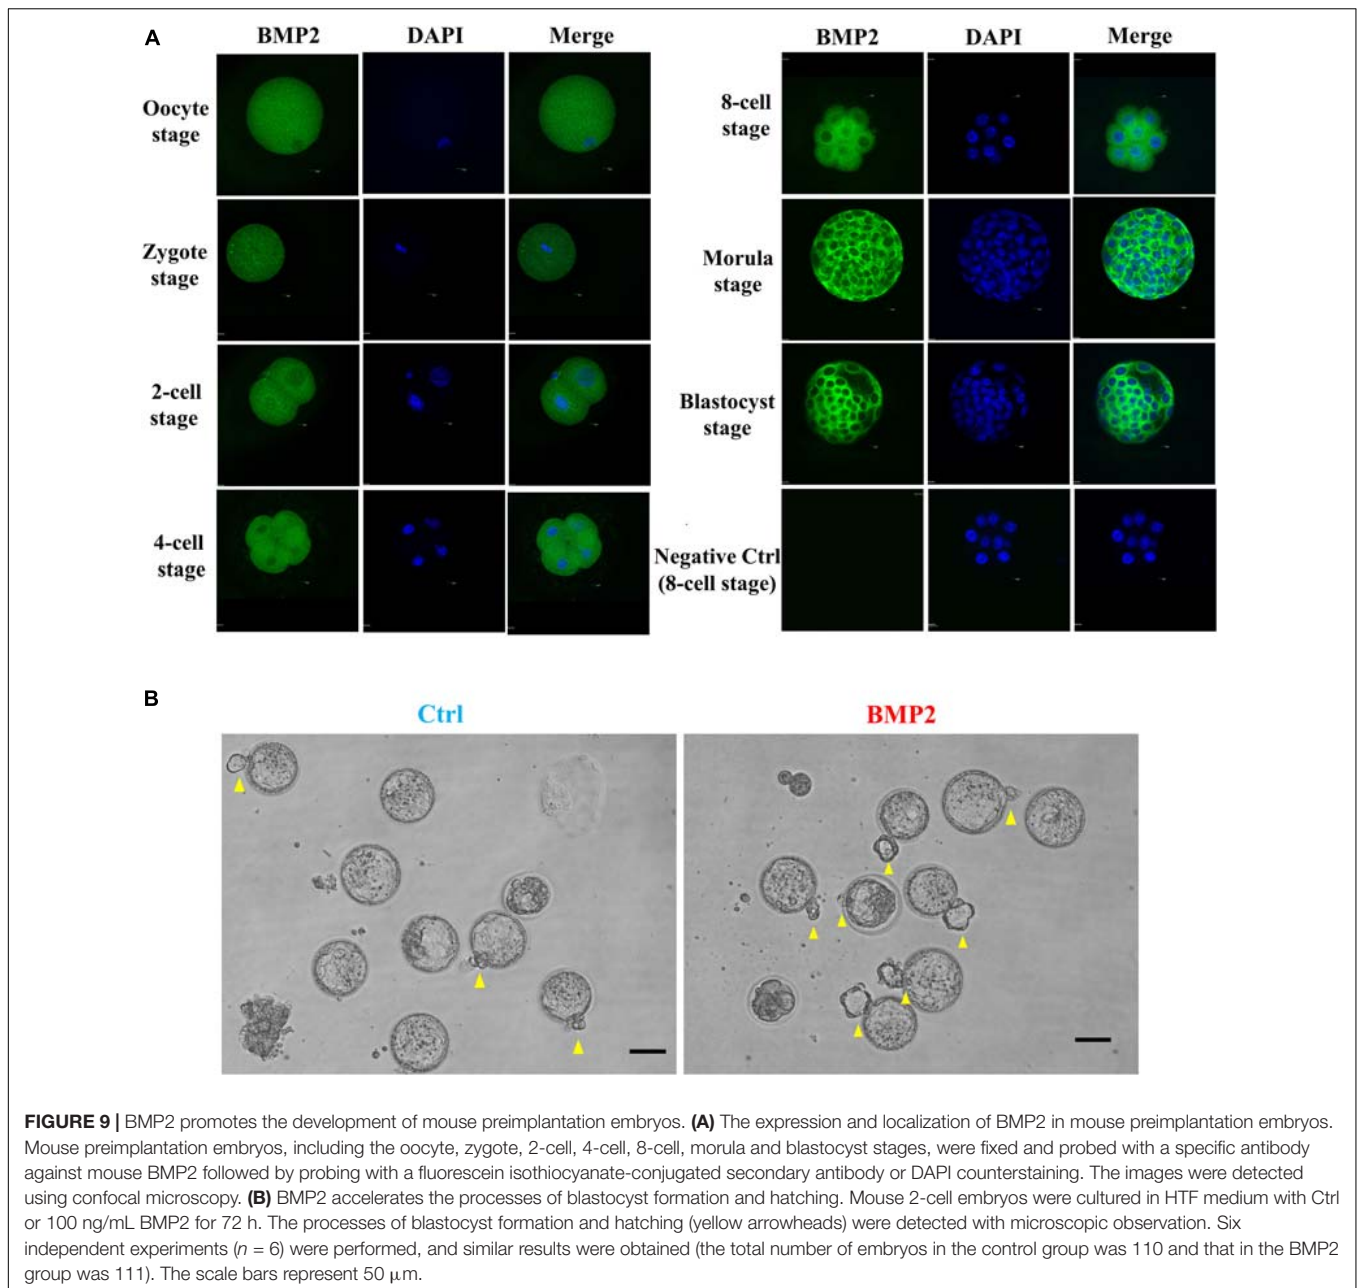 A
BMP2 DAPI Merge
Oocyte
stage
Zygote
stage
2-cell
stage
4-cell
stage
BMP2 DAPI Merge
8-cell
stage
Morula
stage
Blastocyst
stage
Negative Ctrl
(8-cell stage)
B
Ctrl
BMP2
FIGURE 9 | BMP2 promotes the development of mouse preimplantation embryos. (A) The expression and localization of BMP2 in mouse preimplantation embryos.
Mouse preimplantation embryos, including the oocyte, zygote, 2-cell, 4-cell, 8-cell, morula and blastocyst stages, were fixed and probed with a specific antibody
against mouse BMP2 followed by probing with a fluorescein isothiocyanate-conjugated secondary antibody or DAPI counterstaining. The images were detected
using confocal microscopy. (B) BMP2 accelerates the processes of blastocyst formation and hatching. Mouse 2-cell embryos were cultured in HTF medium with Ctrl
or 100 ng/mL BMP2 for 72 h. The processes of blastocyst formation and hatching (yellow arrowheads) were detected with microscopic observation. Six
independent experiments (n = 6) were performed, and similar results were obtained (the total number of embryos in the control group was 110 and that in the BMP2
group was 111). The scale bars represent 50 μm.